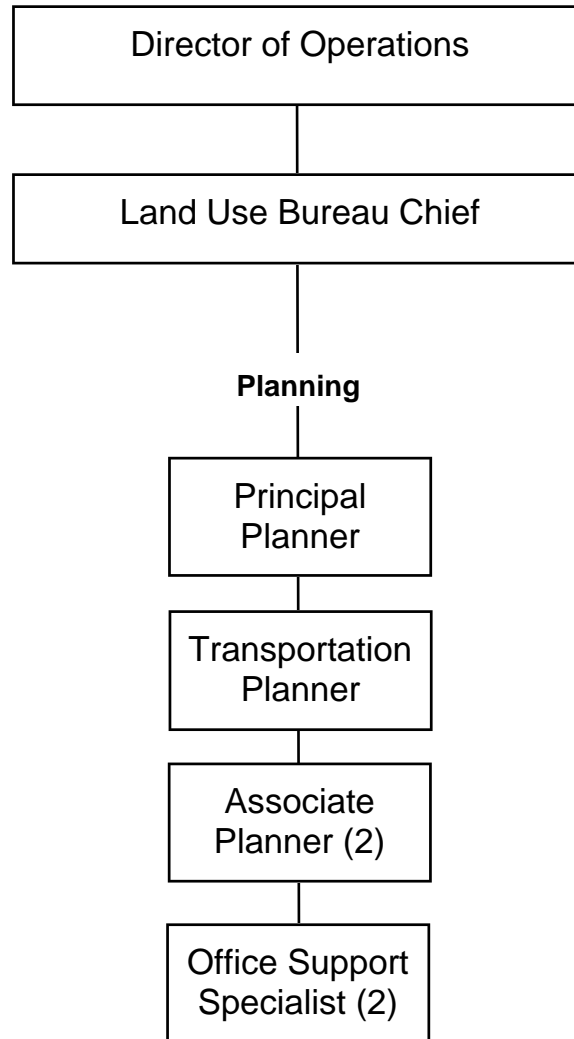 Director of Operations
Land Use Bureau Chief
Planning
Principal
Planner
Transportation
Planner
Associate
Planner (2)
Office Support
Specialist (2)